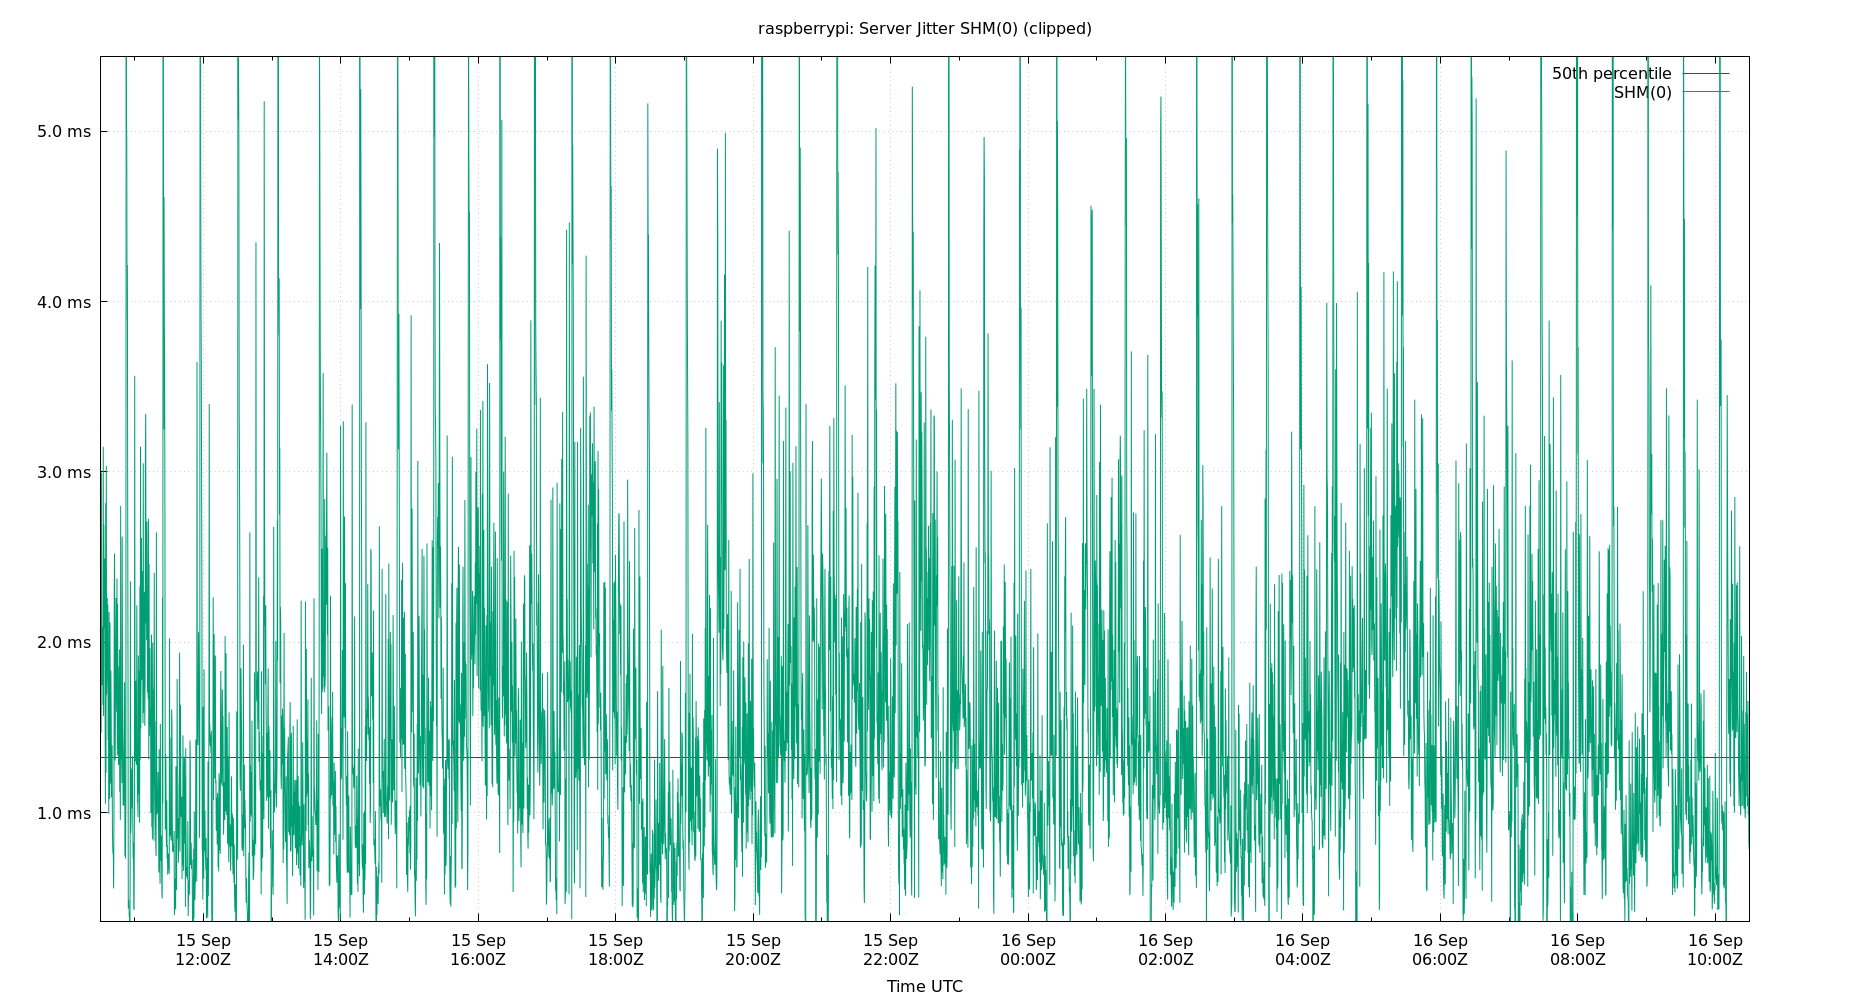 raspberrypi: Server Jitter SHM(0) (clipped)
50th percentile
SHM(0)
5.0 ms
4.0 ms
3.0 ms
2.0 ms
1.0 ms
15 Sep 15 Sep 15 Sep 15 Sep 15 Sep 15 Sep 16 Sep 16 Sep 16 Sep 16 Sep 16 Sep 16 Sep
12:00Z 14:00Z 16:00Z 18:00Z 20:00Z 22:00Z 00:00Z 02:00Z 04:00Z 06:00Z 08:00Z 10:00Z
Time UTC